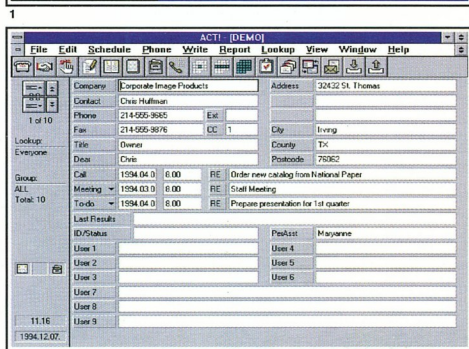 1
ACT! - [DEMO]
File Edit Schedule Phone Write Report Lookup View Window Help
Company Corporate Image Products Address 32432 St. Thomas
Contact Chris Huffman
1 of 10
Phone 214-555-9665 Ext
Fax 214-555-9876 CC 1 City Irving
Lookup:
Title Owner County TX
Everyone
Dear Chris Postcode 76062
Group:
Call 1994.04.0 8.00 RE Order new catalog from National Paper
ALL
Meeting 1994.03.0 8.00 RE Staff Meeting
Total: 10
To-do 1994.04.0 8.00 RE Prepare presentation for 1st quarter
Last Results
ID/Status PerAsst Maryanne
User 1 User 4
User 2 User 5
User 3 User 6
User 7
User 8
11.16 User 9
1994.12.07.